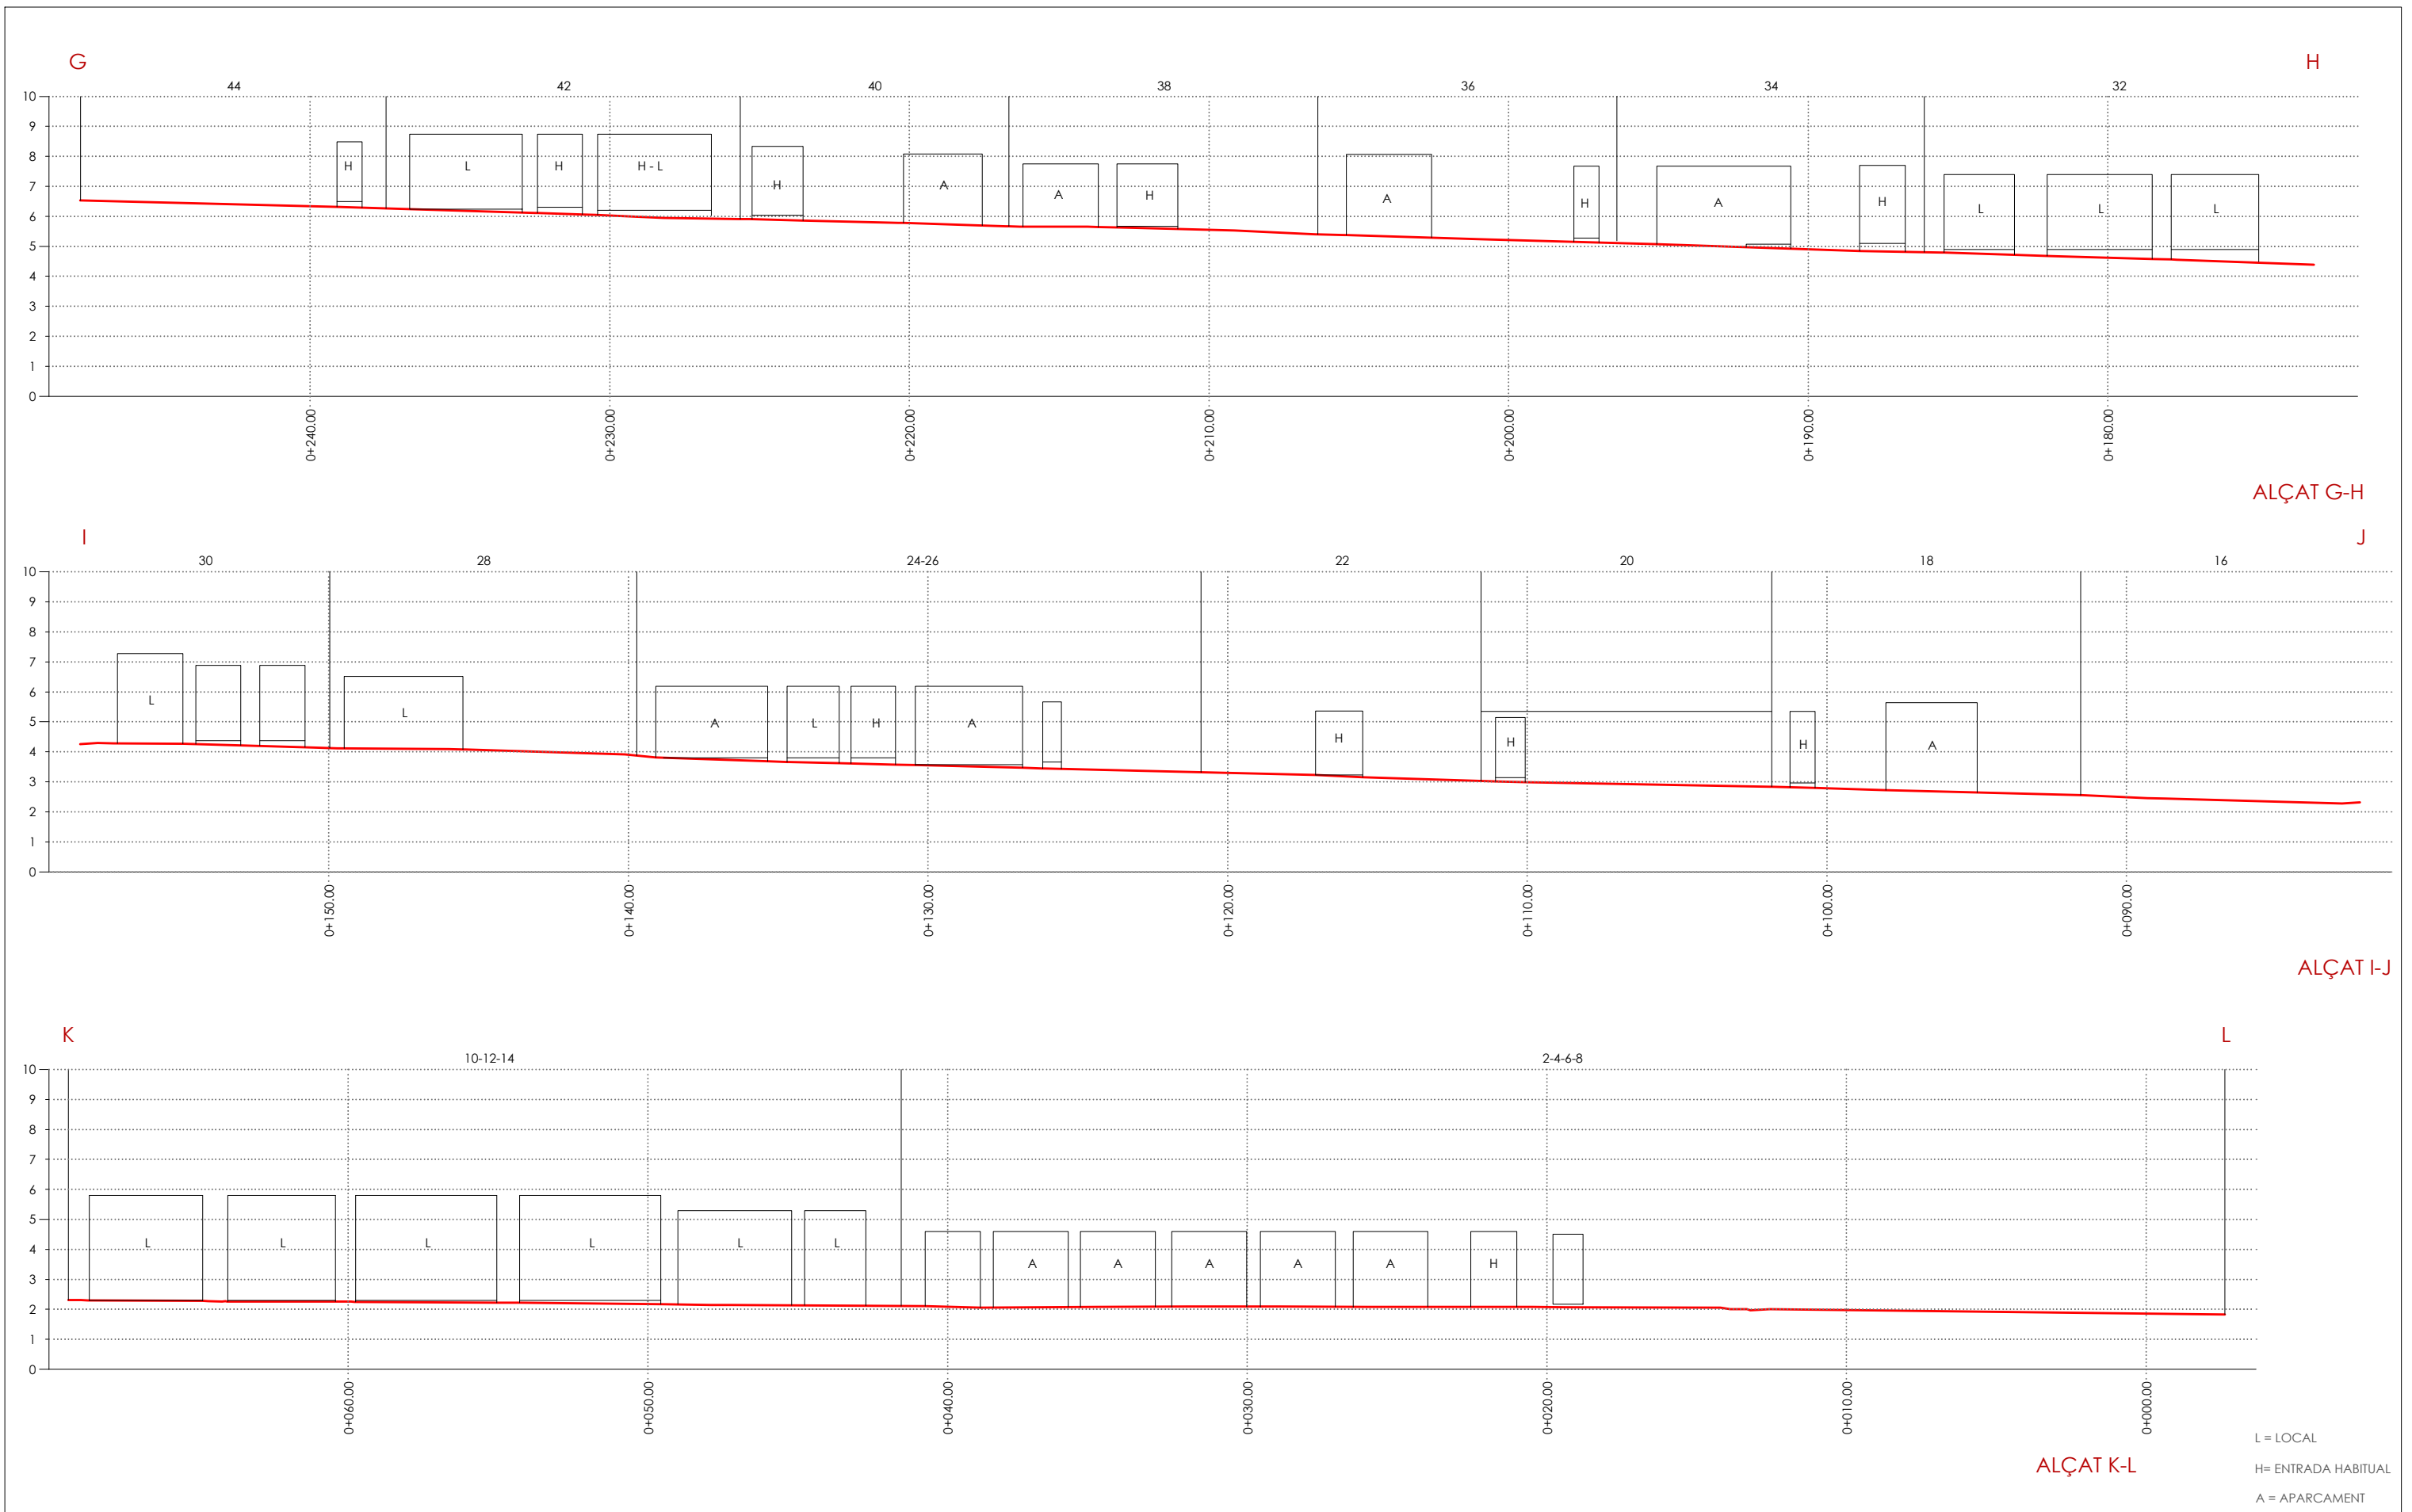 G H
44 42 40 38 36 34 32
10
9
8
7
6
5
4
3
2
1
0
H L H H - L H A A H A H A H L L L
0+240.00 0+230.00 0+220.00 0+210.00 0+200.00 0+190.00 0+180.00
ALÇAT G-H
I J
30 28 24-26 22 20 18 16
10
9
8
7
6
5
4
3
2
1
0
L L A L H A H H H A
0+150.00 0+140.00 0+130.00 0+120.00 0+110.00 0+100.00 0+090.00
ALÇAT I-J
K L
10-12-14 2-4-6-8
10
9
8
7
6
5
4
3
2
1
0
L L L L L L A A A A A H
0+060.00 0+050.00 0+040.00 0+030.00 0+020.00 0+010.00 0+000.00
ALÇAT K-L
L = LOCAL
H= ENTRADA HABITUAL
A = APARCAMENT